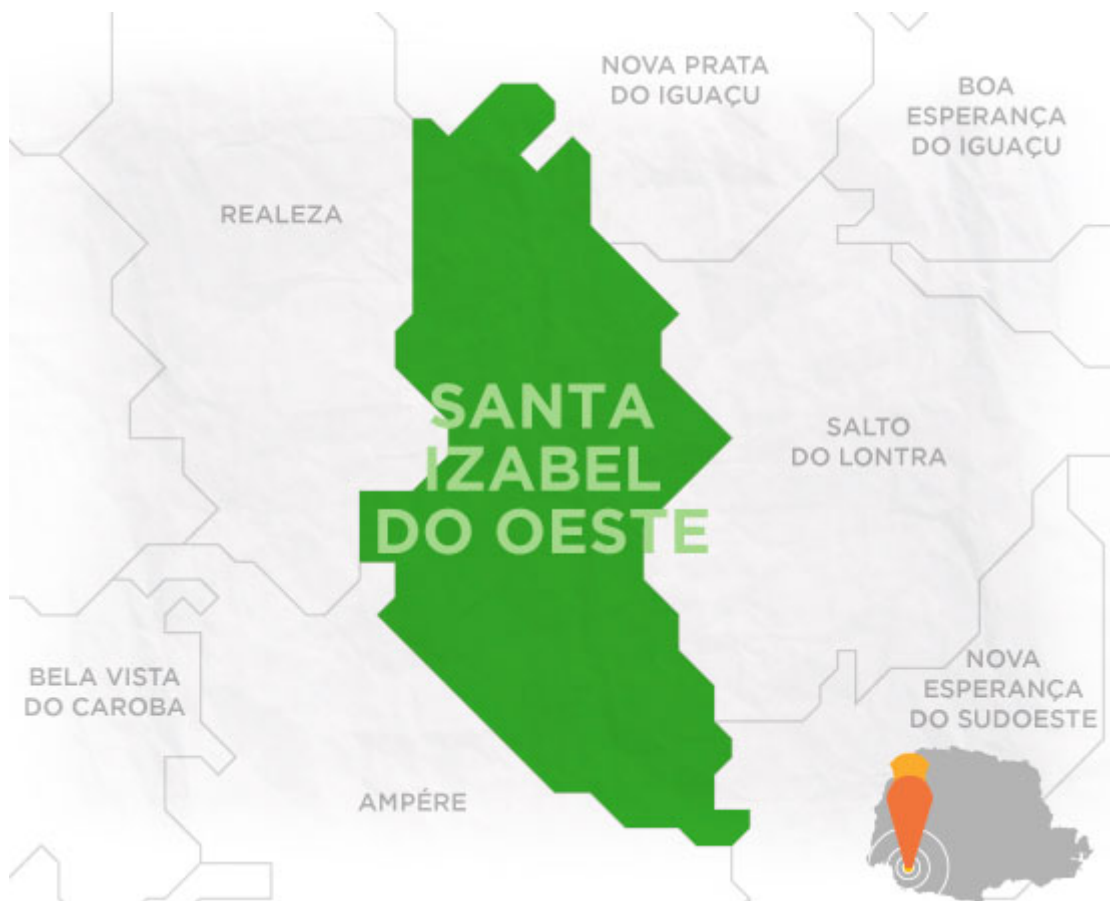 NOVA PRATA
DO IGUAÇU
BOA
ESPERANÇA
DO IGUAÇU
REALEZA
SANTA
IZABEL
DO OESTE
SALTO
DO LONTRA
BELA VISTA
DO CAROBA
NOVA
ESPERANÇA
DO SUDOESTE
AMPÉRE